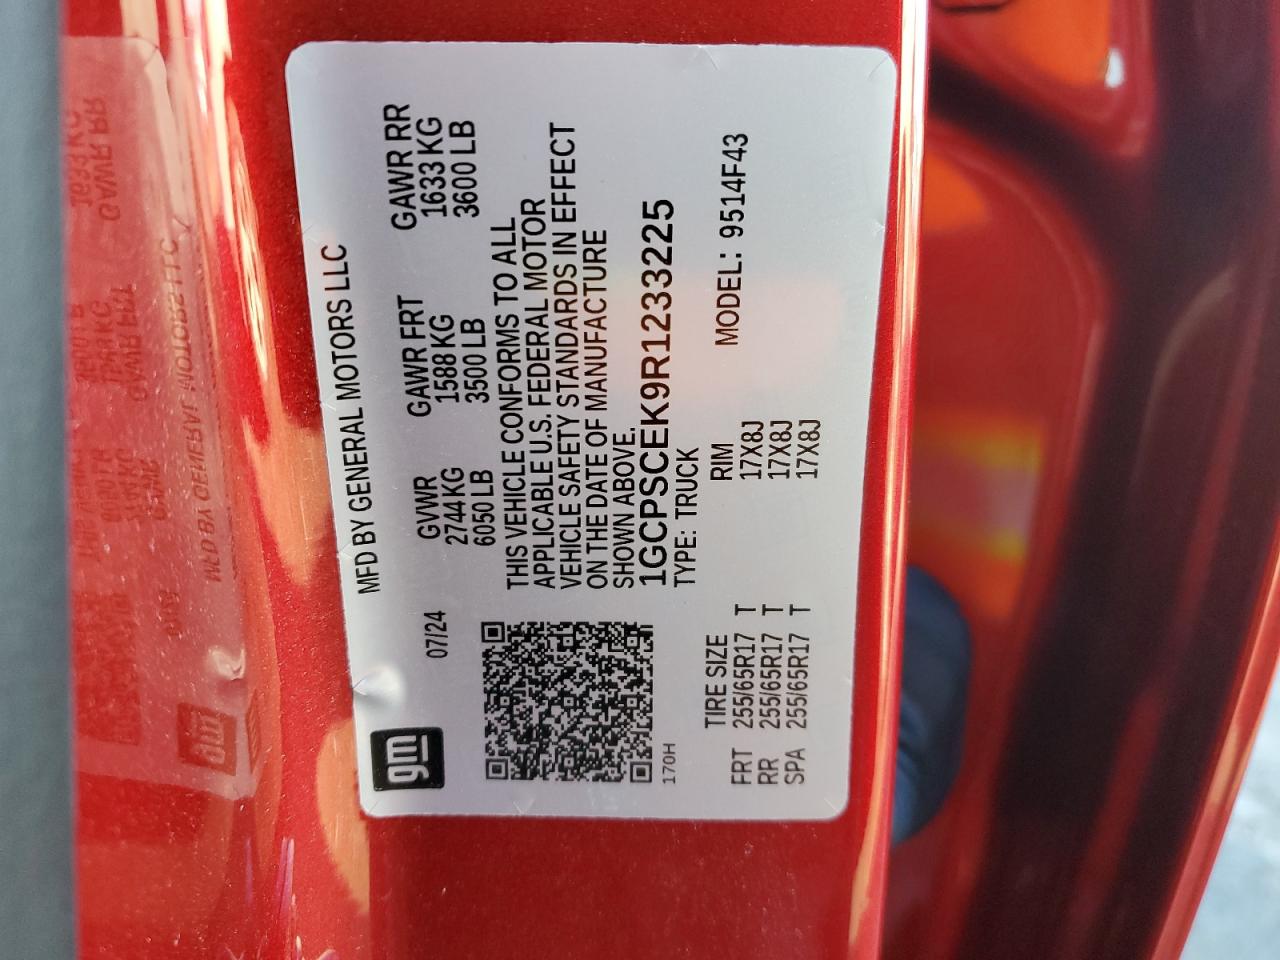 MFD BY GENERAL MOTORS LLC
gm
07/24
GVWR GAWR FRT GAWR RR
2744 KG 1588 KG 1633 KG
6050 LB 3500 LB 3600 LB
THIS VEHICLE CONFORMS TO ALL
APPLICABLE U.S. FEDERAL MOTOR
VEHICLE SAFETY STANDARDS IN EFFECT
ON THE DATE OF MANUFACTURE
SHOWN ABOVE.
1GCPSCEK9R1233225
TYPE: TRUCK
170H
MODEL: 9514F43
TIRE SIZE RIM
FRT 255/65R17 T 17X8J
RR 255/65R17 T 17X8J
SPA 255/65R17 T 17X8J